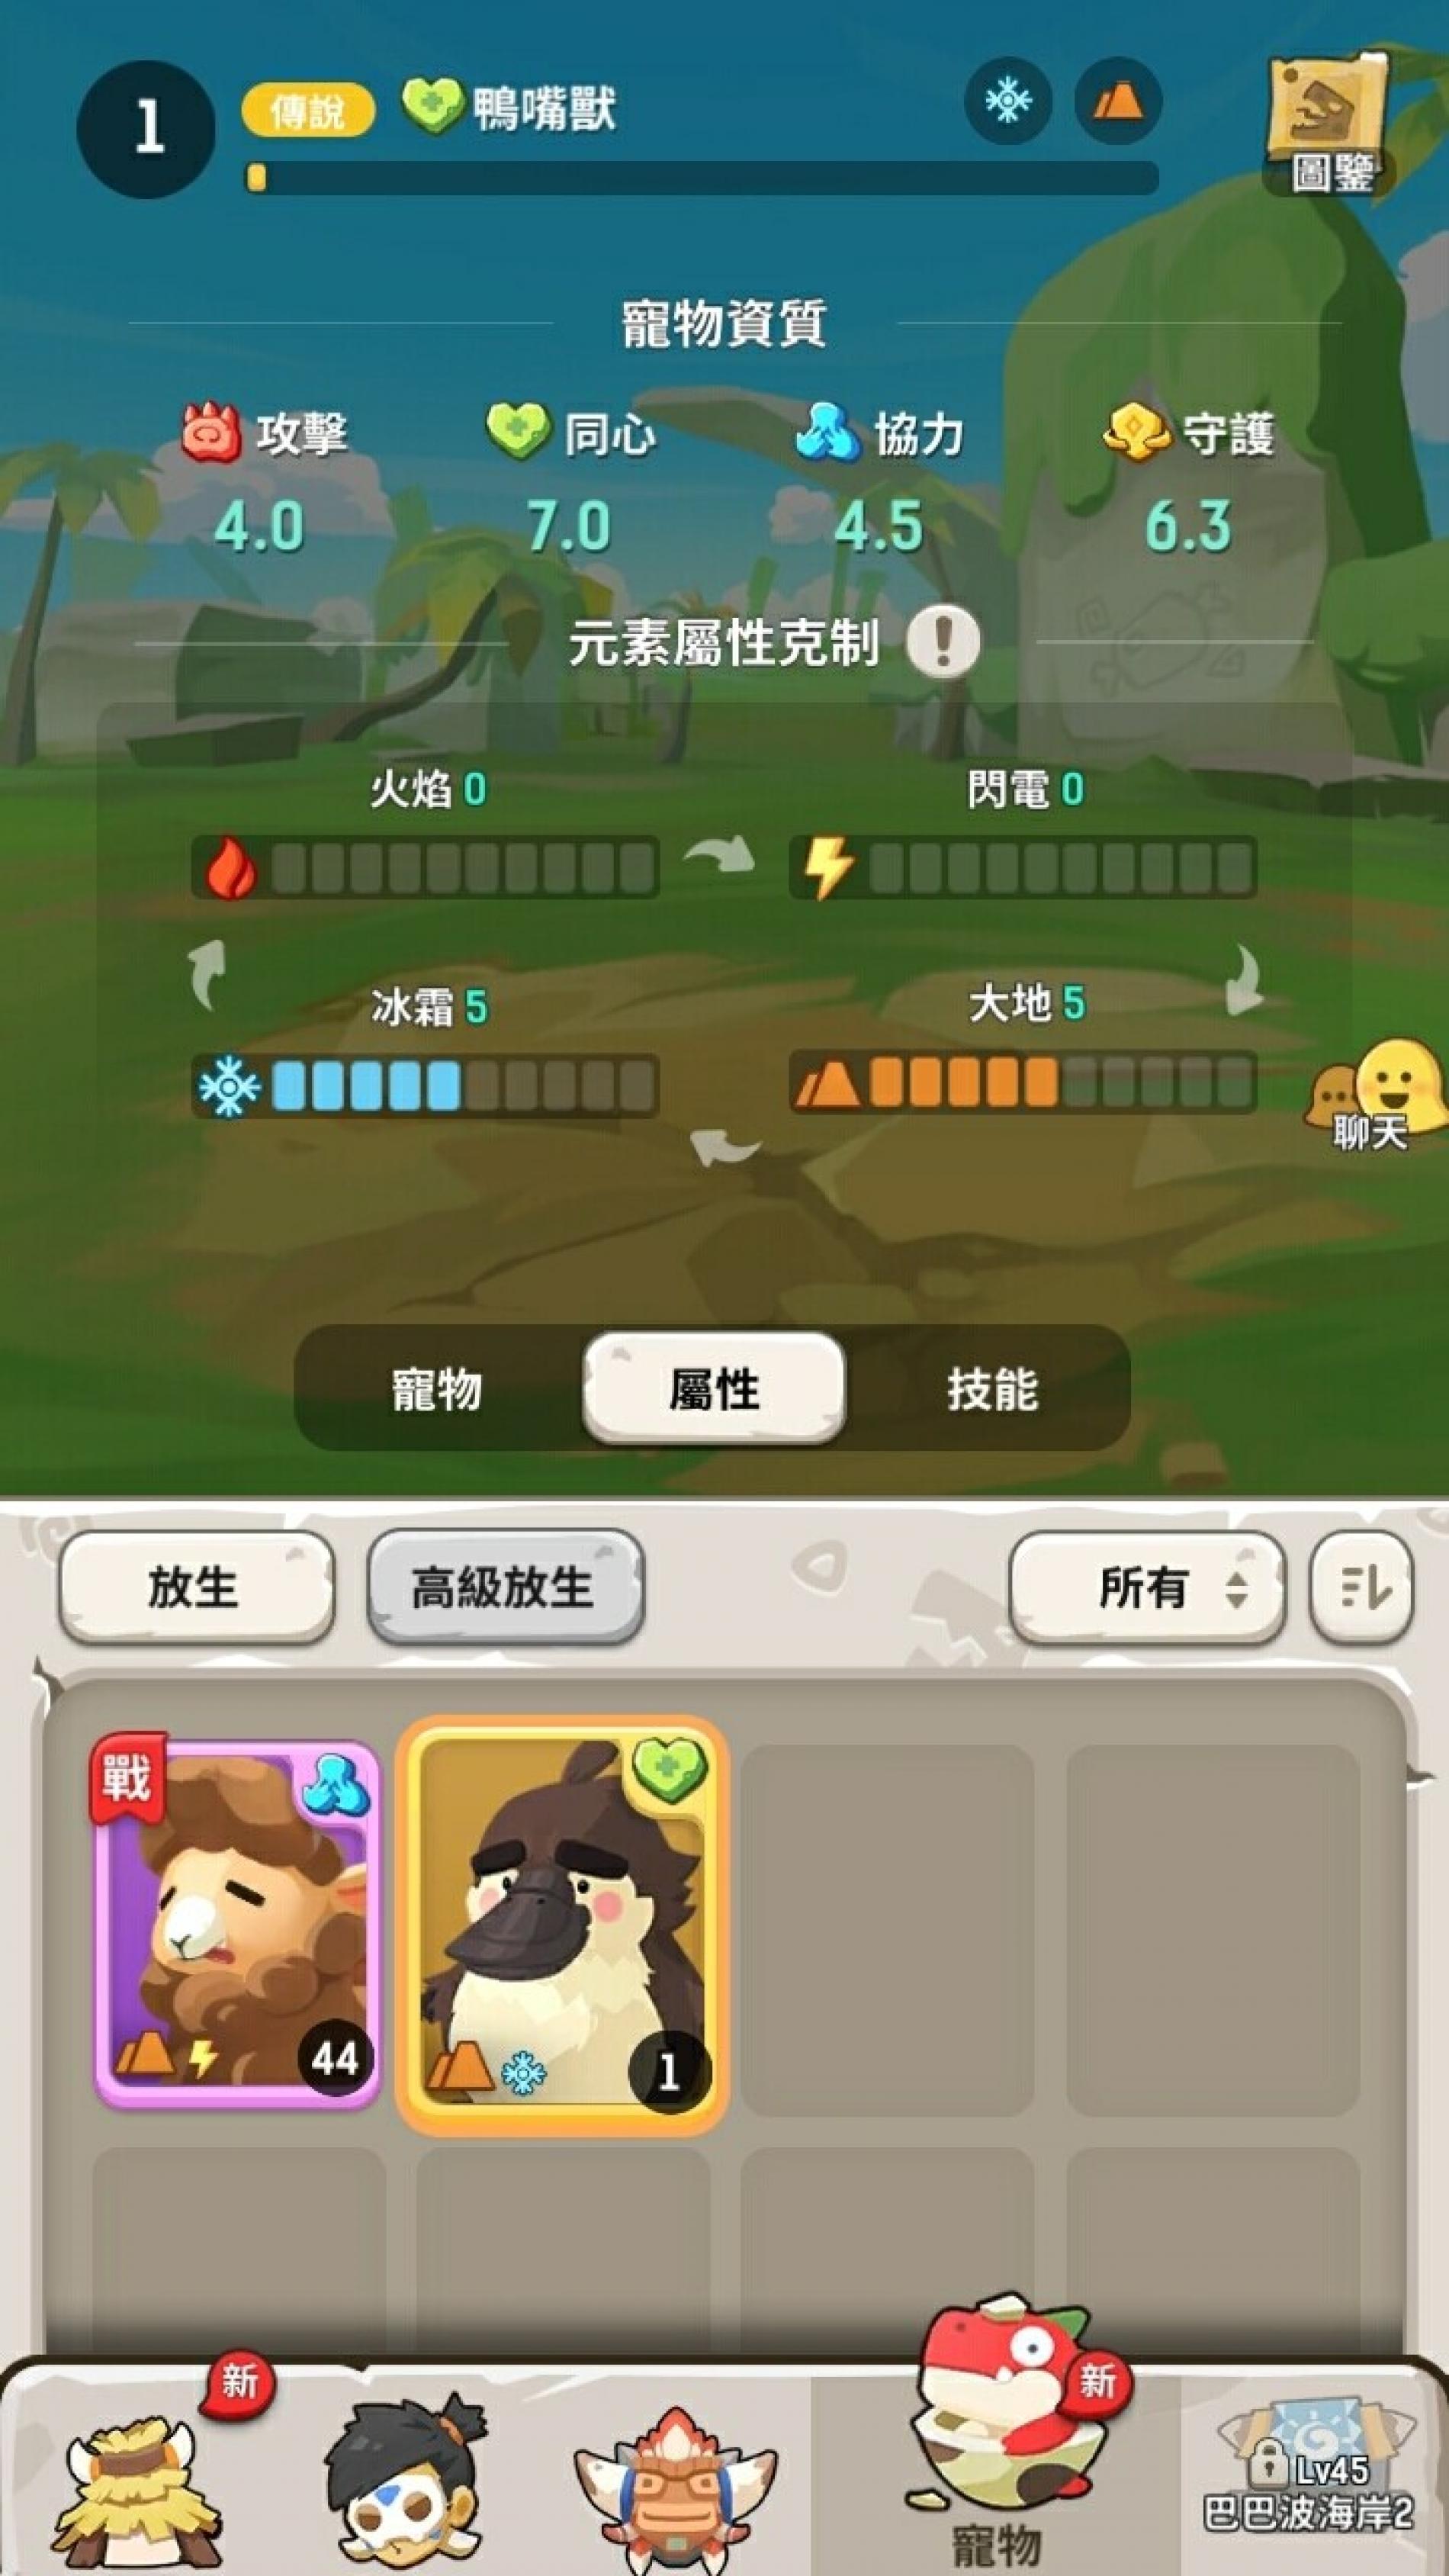 1
傳說 鴨嘴獸
圖鑒
寵物資質
攻擊 同心 協力 守護
4.0 7.0 4.5 6.3
元素屬性克制 !
火焰 0 閃電 0
冰霜 5 大地 5
聊天
寵物 屬性 技能
放生 高級放生 所有
戰
44 1
新 新
Lv45
巴巴波海岸2
寵物